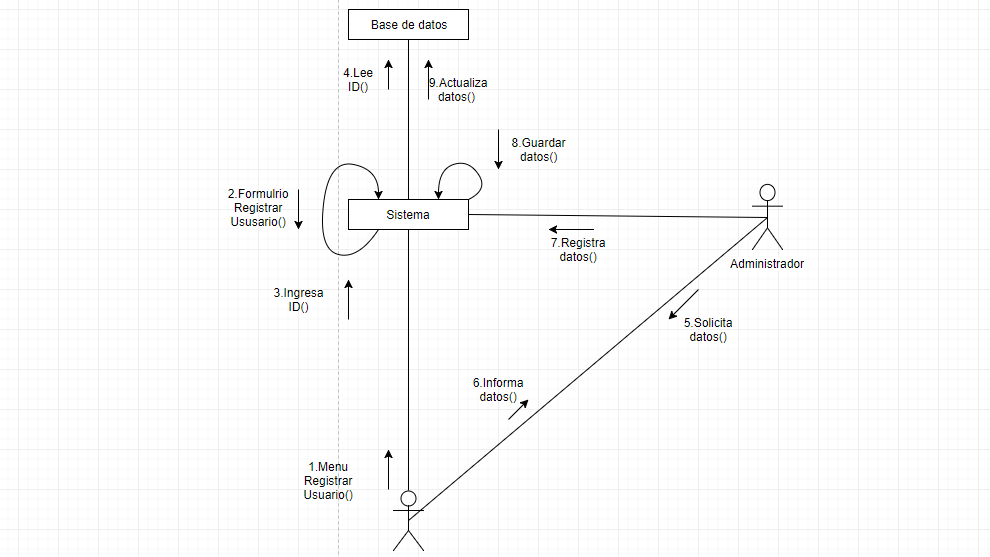 Base de datos
4.Lee
ID()
9.Actualiza
datos()
8.Guardar
datos()
2.Formulrio
Registrar
Ususario()
Sistema
7.Registra
datos()
Administrador
3.Ingresa
ID()
5.Solicita
datos()
6.Informa
datos()
1.Menu
Registrar
Usuario()